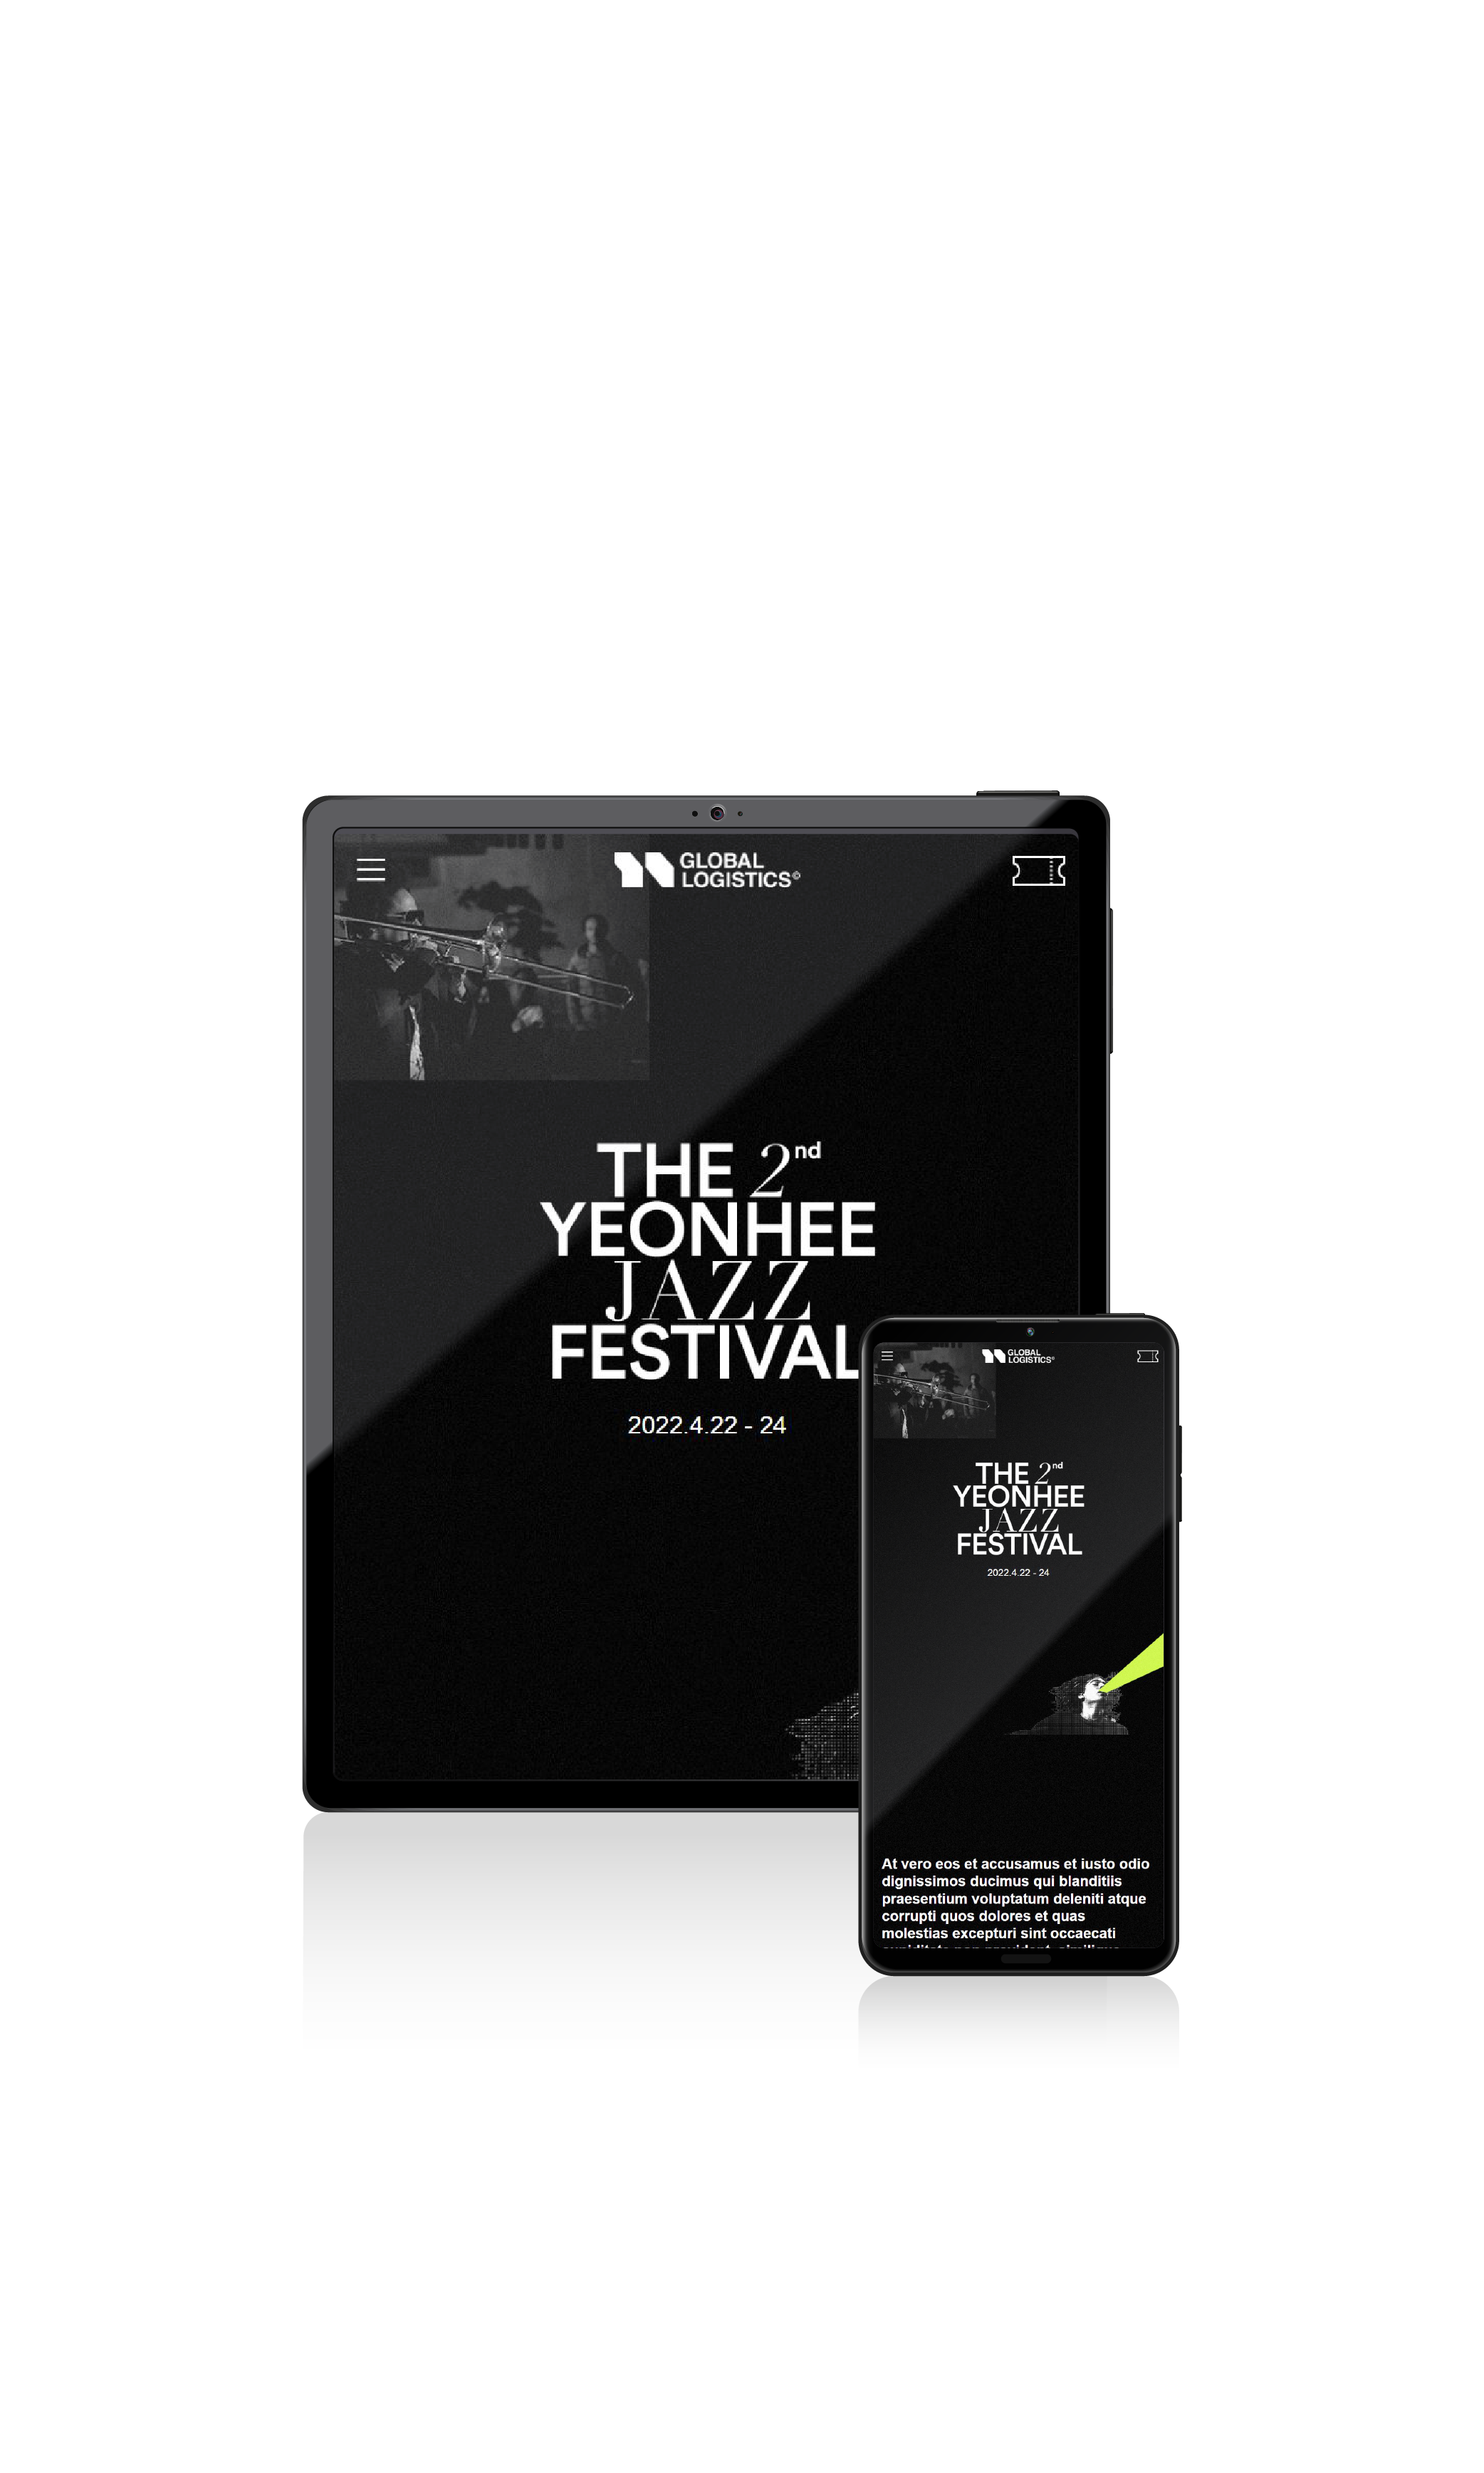 GLOBAL
LOGISTICS©
THE 2nd
YEONHEE
JAZZ
FESTIVAL
2022.4.22 - 24
GLOBAL
LOGISTICS©
THE 2nd
YEONHEE
JAZZ
FESTIVAL
2022.4.22 - 24
At vero eos et accusamus et iusto odio
dignissimos ducimus qui blanditiis
praesentium voluptatum deleniti atque
corrupti quos dolores et quas
molestias excepturi sint occaecati